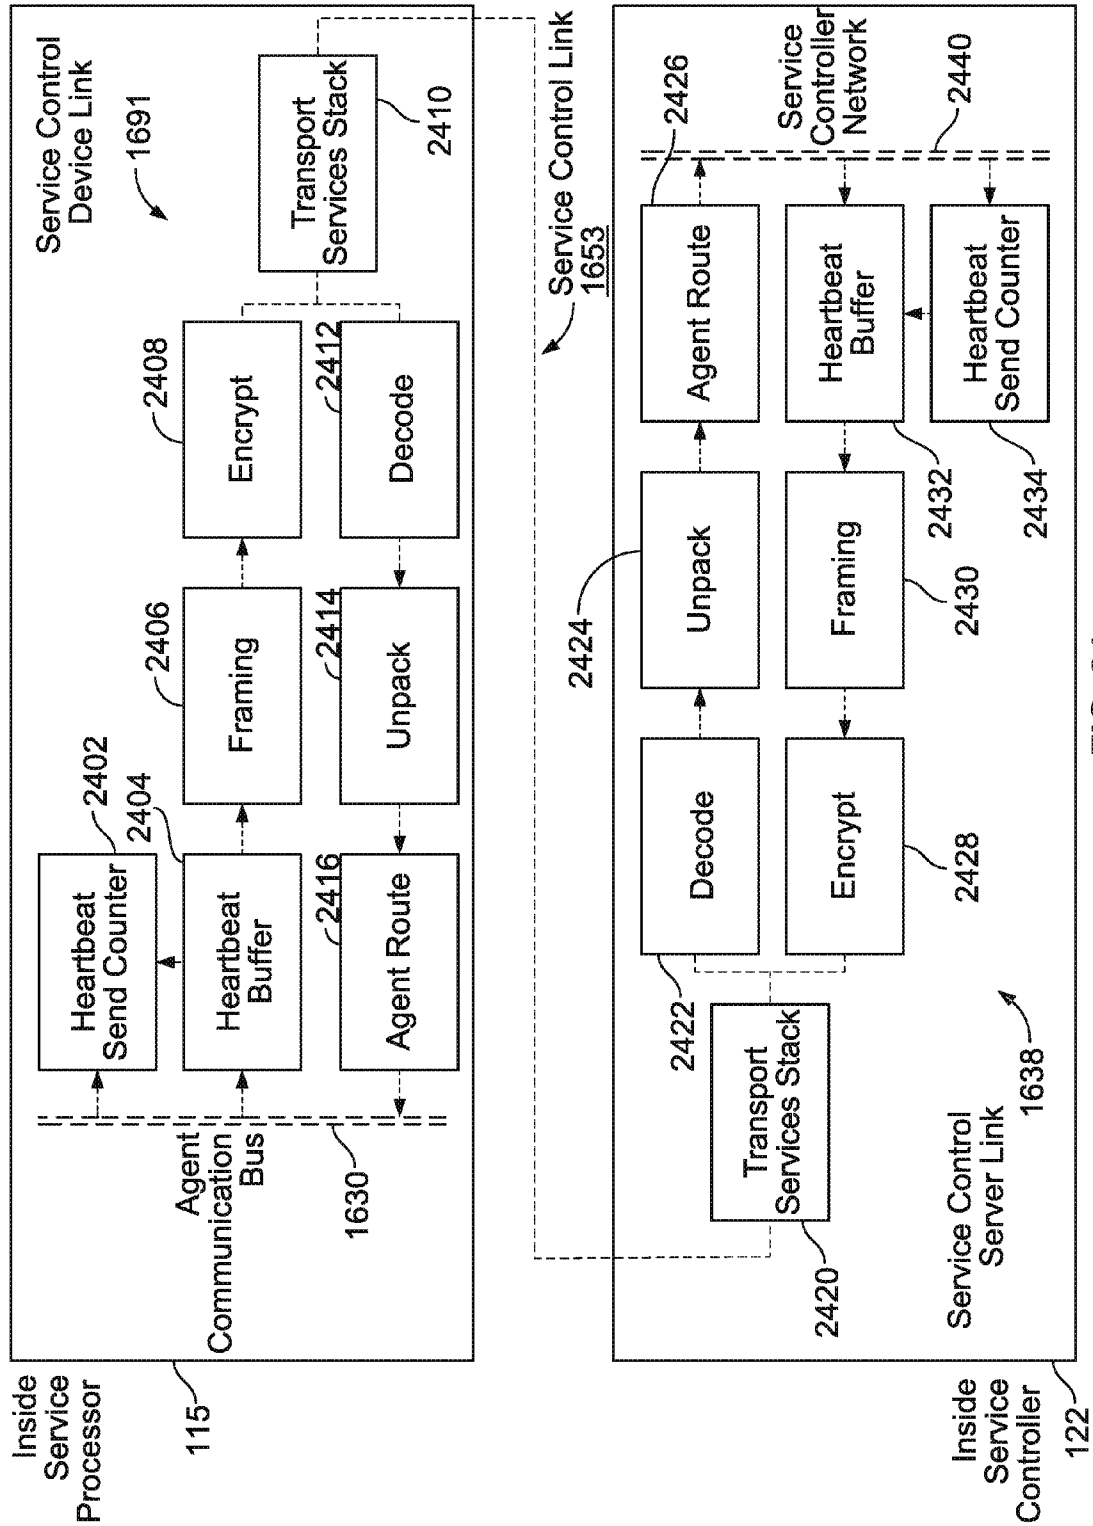 Inside
Service
Processor
115
Service Control
Device Link
1691
Heartbeat
Send Counter
2402
Heartbeat
Buffer
2404
Framing
2406
Encrypt
2408
Transport
Services Stack
2410
Decode
2412
Unpack
2414
Agent Route
2416
Agent
Communication
Bus
1630
Service Control Link
1653
Inside
Service
Controller
122
Service Control
Server Link
1638
Transport
Services Stack
2420
Decode
2422
Unpack
2424
Agent Route
2426
Encrypt
2428
Framing
2430
Heartbeat
Buffer
2432
Heartbeat
Send Counter
2434
Service
Controller
Network
2440